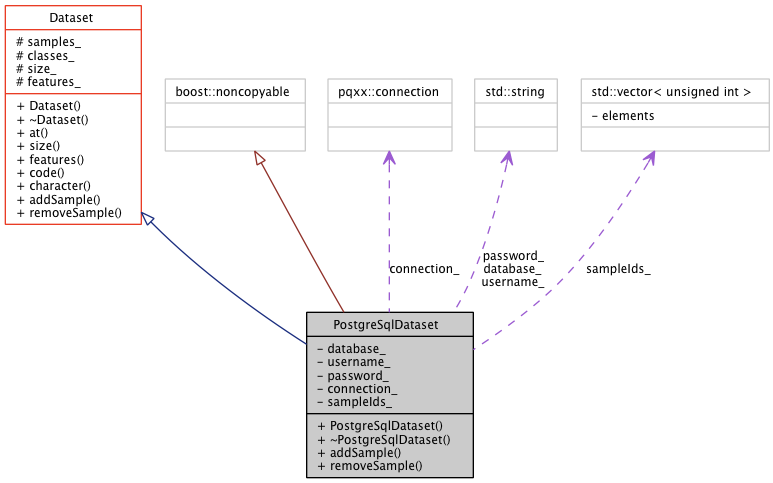 Dataset
# samples_
# classes_
# size_
# features_
+ Dataset()
+ ~Dataset()
+ at()
+ size()
+ features()
+ code()
+ character()
+ addSample()
+ removeSample()
boost::noncopyable
pqxx::connection
std::string
std::vector< unsigned int >
- elements
connection_
password_
database_
username_
sampleIds_
PostgreSqlDataset
- database_
- username_
- password_
- connection_
- sampleIds_
+ PostgreSqlDataset()
+ ~PostgreSqlDataset()
+ addSample()
+ removeSample()